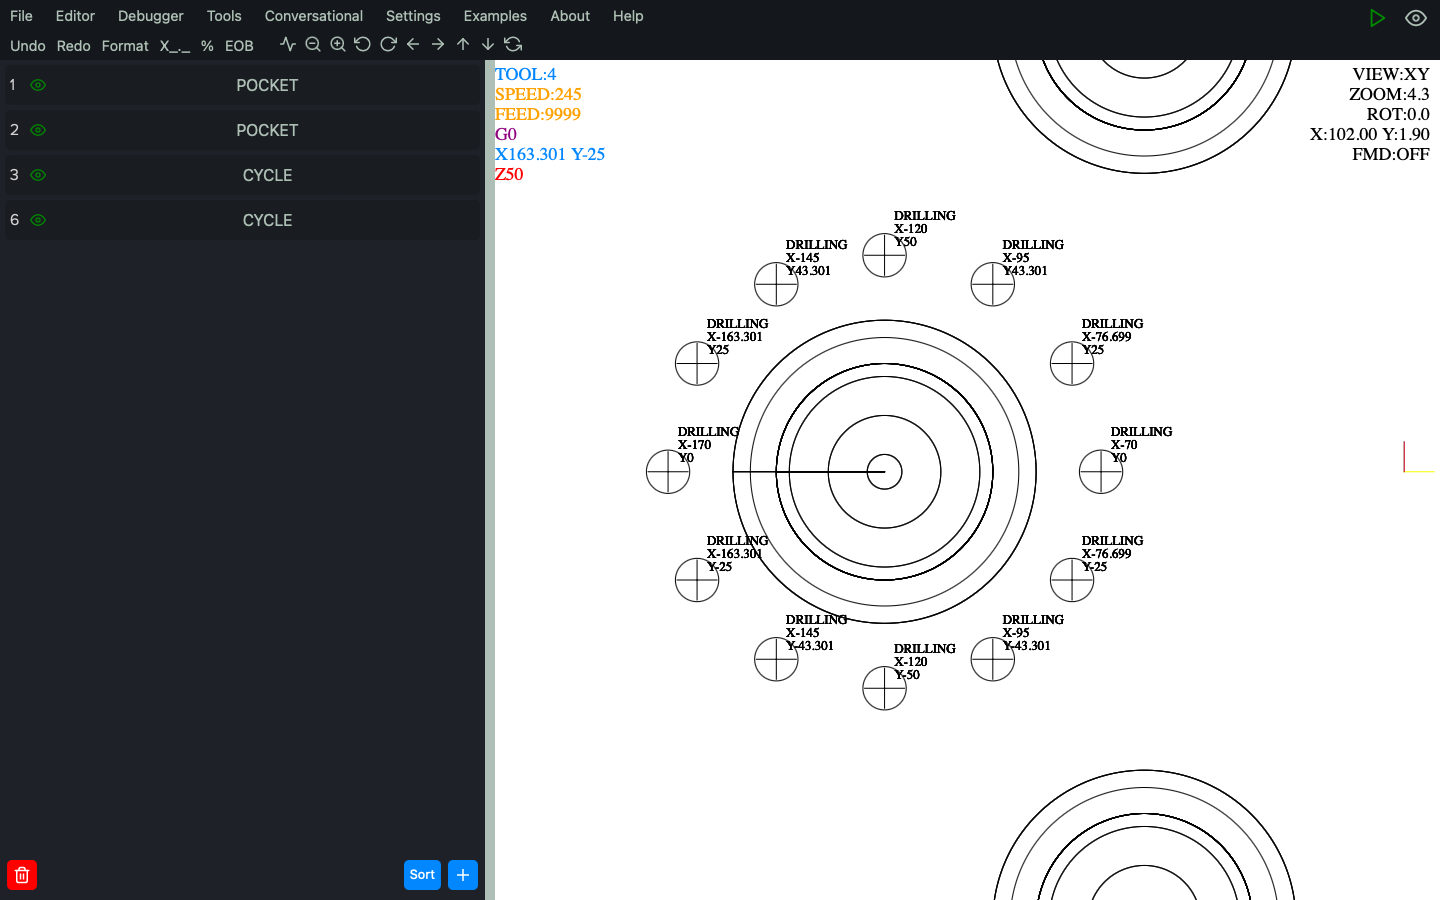 File Editor Debugger Tools Conversational Settings Examples About Help
Undo Redo Format X_._ % EOB
1 POCKET
2 POCKET
3 CYCLE
6 CYCLE
Sort
TOOL:4
SPEED:245
FEED:9999
G0
X163.301 Y-25
Z50
VIEW:XY
ZOOM:4.3
ROT:0.0
X:102.00 Y:1.90
FMD:OFF
DRILLING
X-120
Y50
DRILLING
X-145
Y43.301
DRILLING
X-95
Y43.301
DRILLING
X-163.301
Y25
DRILLING
X-76.699
Y25
DRILLING
X-170
Y0
DRILLING
X-70
Y0
DRILLING
X-163.301
Y-25
DRILLING
X-76.699
Y-25
DRILLING
X-145
Y-43.301
DRILLING
X-95
Y-43.301
DRILLING
X-120
Y-50